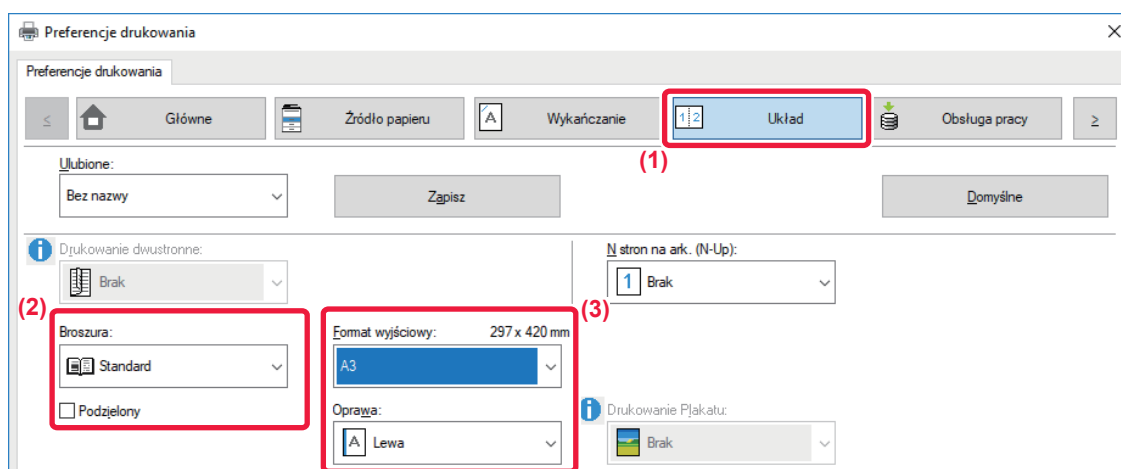 Preferencje drukowania
Preferencje drukowania
< Główne Źródło papieru A Wykańczanie 1 2 Układ Obsługa pracy >
(1)
Ulubione:
Bez nazwy Zapisz Domyślne
Drukowanie dwustronne: N stron na ark. (N-Up):
Brak 1 Brak
(2) (3)
Broszura: Format wyjściowy: 297 x 420 mm
Standard A3
Podzielony Oprawa: Drukowanie Plakatu:
A Lewa Brak